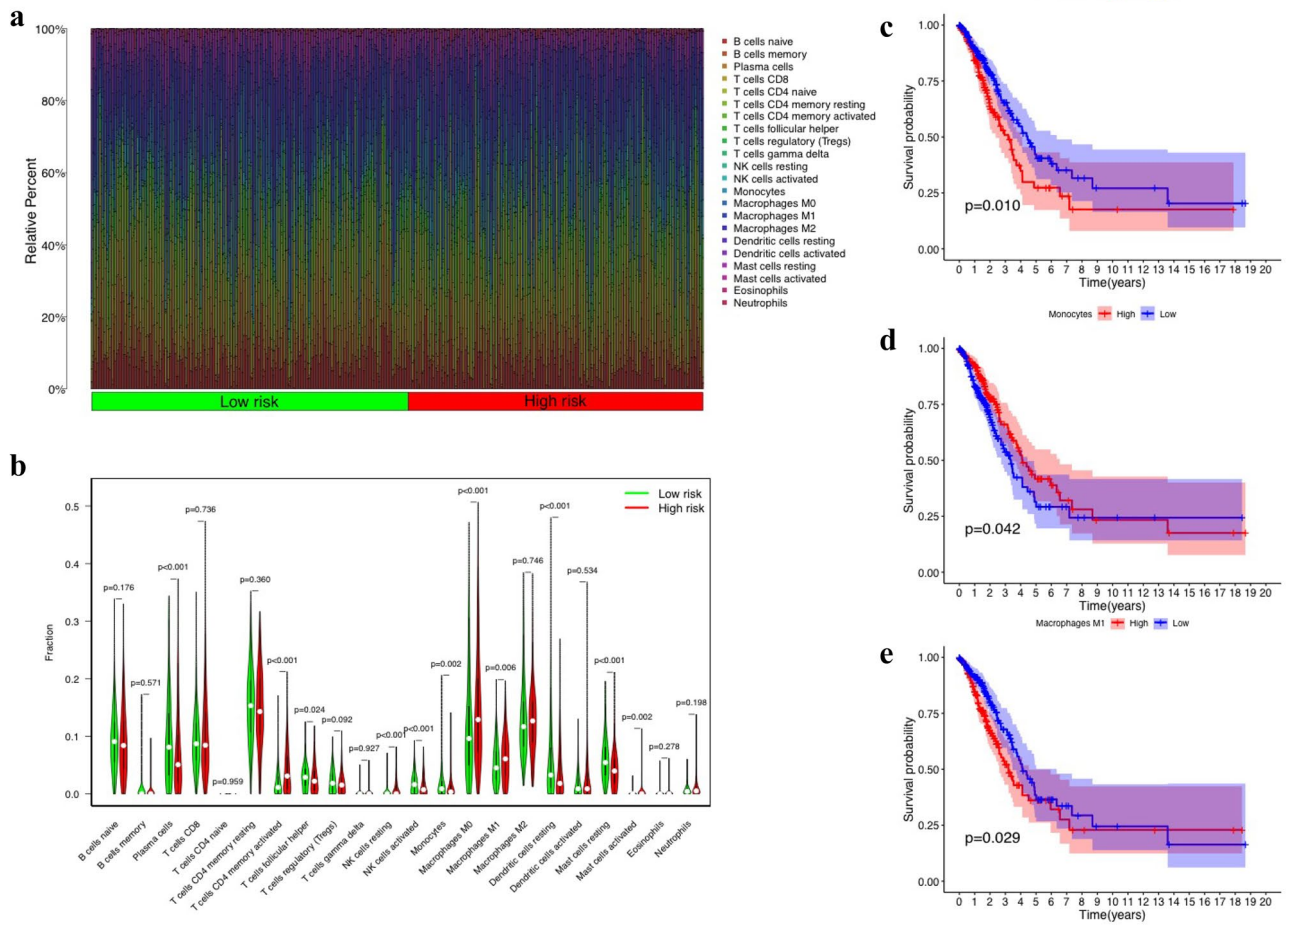 a
100%
80%
60%
40%
20%
0%
Relative Percent
Low risk
High risk
B cells naive
B cells memory
Plasma cells
T cells CD8
T cells CD4 naive
T cells CD4 memory resting
T cells CD4 memory activated
T cells follicular helper
T cells regulatory (Tregs)
T cells gamma delta
NK cells resting
NK cells activated
Monocytes
Macrophages M0
Macrophages M1
Macrophages M2
Dendritic cells resting
Dendritic cells activated
Mast cells resting
Mast cells activated
Eosinophils
Neutrophils
b
Fraction
0.5
0.4
0.3
0.2
0.1
0.0
Low risk
High risk
p=0.176
p=0.571
p<0.001
p=0.736
p=0.959
p=0.360
p<0.001
p=0.024
p=0.092
p=0.927
p<0.001
p<0.001
p=0.002
p<0.001
p=0.006
p=0.746
p<0.001
p=0.534
p<0.001
p=0.002
p=0.278
p=0.198
B cells naive
B cells memory
Plasma cells
T cells CD8
T cells CD4 naive
T cells CD4 memory resting
T cells CD4 memory activated
T cells follicular helper
T cells regulatory (Tregs)
T cells gamma delta
NK cells resting
NK cells activated
Monocytes
Macrophages M0
Macrophages M1
Macrophages M2
Dendritic cells resting
Dendritic cells activated
Mast cells resting
Mast cells activated
Eosinophils
Neutrophils
c
Survival probability
1.00
0.75
0.50
0.25
0.00
p=0.010
0 1 2 3 4 5 6 7 8 9 10 11 12 13 14 15 16 17 18 19 20
Time(years)
Monocytes High Low
d
Survival probability
1.00
0.75
0.50
0.25
0.00
p=0.042
0 1 2 3 4 5 6 7 8 9 10 11 12 13 14 15 16 17 18 19 20
Time(years)
Macrophages M1 High Low
e
Survival probability
1.00
0.75
0.50
0.25
0.00
p=0.029
0 1 2 3 4 5 6 7 8 9 10 11 12 13 14 15 16 17 18 19 20
Time(years)